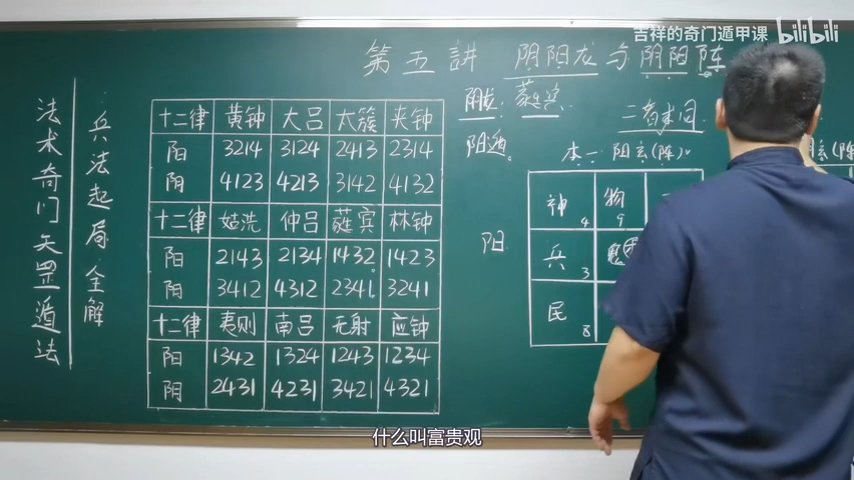 吉祥的奇门遁甲课 bilibili
第五讲 阴阳龙与阴阳阵
法术奇门天罡遁法
兵法起局全解
十二律 黄钟 大吕 太簇 夹钟
阳 3214 3124 2413 2314
阴 4123 4213 3142 4132
十二律 姑洗 仲吕 蕤宾 林钟
阳 2143 2134 1432 1423
阴 3412 4312 2341 3241
十二律 夷则 南吕 无射 应钟
阳 1342 1324 1243 1234
阴 2431 4231 3421 4321
阴龙: 蕤宾
阳遁
二者相同
本一: 阳玄(阵)
玄(阵
阳
神 4 物 9
兵 3
民 8
什么叫富贵观